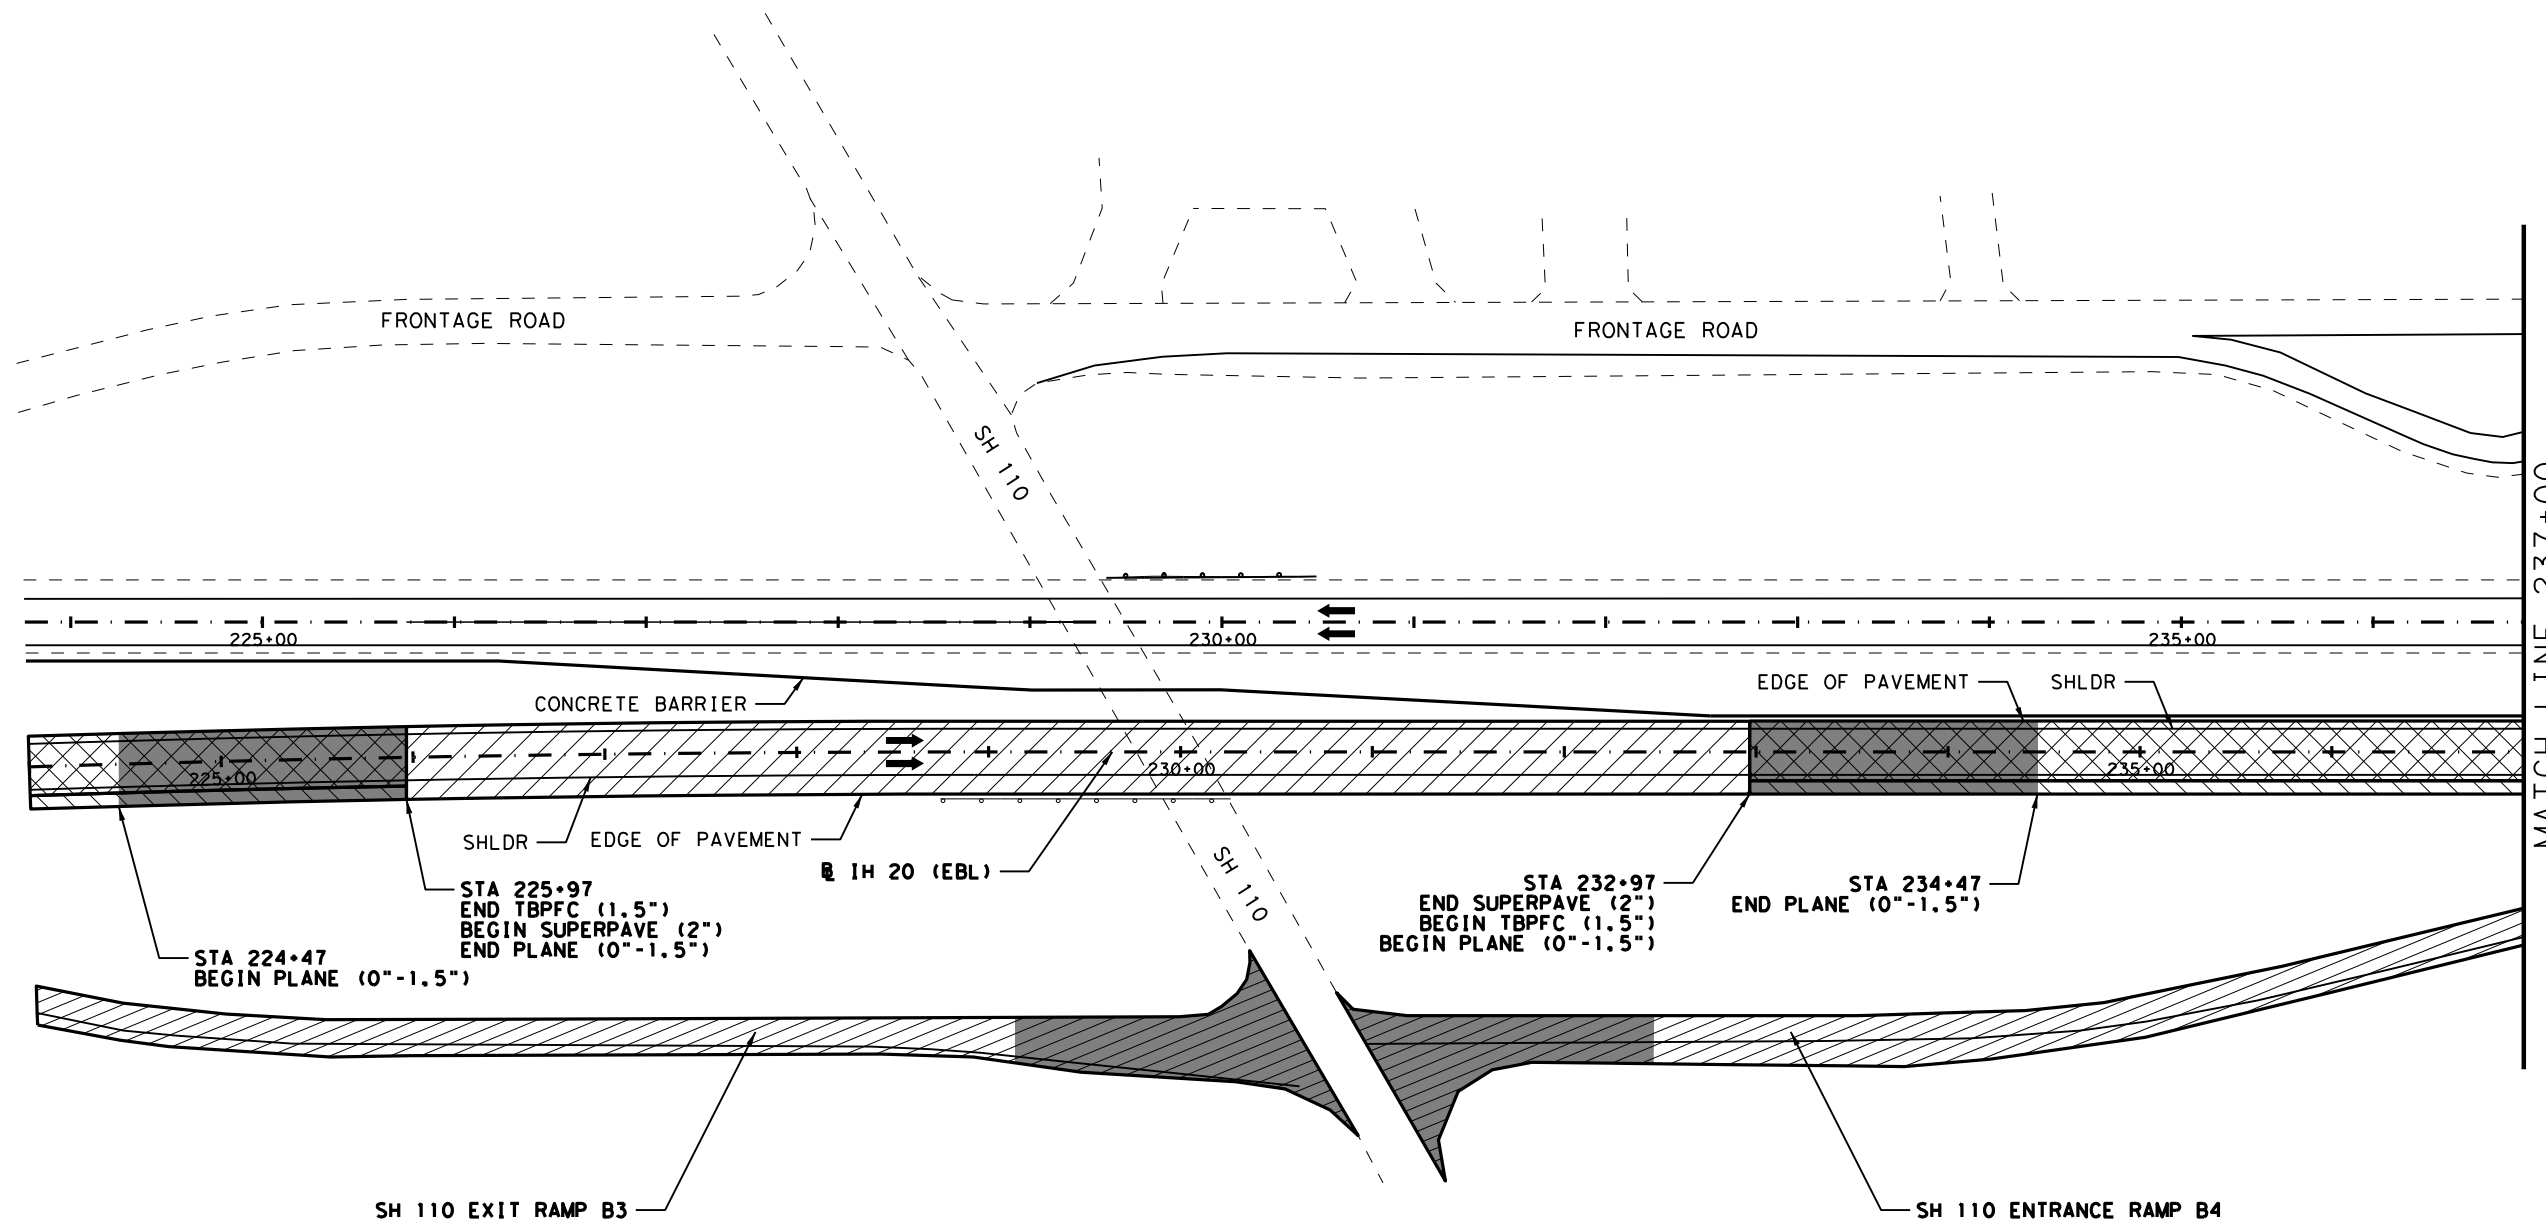 FRONTAGE ROAD
FRONTAGE ROAD
SH 110
225+00
230+00
235+00
EDGE OF PAVEMENT
SHLDR
CONCRETE BARRIER
225+00
230+00
235+00
SHLDR
EDGE OF PAVEMENT
IH 20 (EBL)
SH 110
STA 225+97
END TBPFC (1.5")
BEGIN SUPERPAVE (2")
END PLANE (0"-1.5")
STA 232+97
END SUPERPAVE (2")
BEGIN TBPFC (1.5")
BEGIN PLANE (0"-1.5")
STA 234+47
END PLANE (0"-1.5")
STA 224+47
BEGIN PLANE (0"-1.5")
MATCH LINE 237+00
SH 110 EXIT RAMP B3
SH 110 ENTRANCE RAMP B4